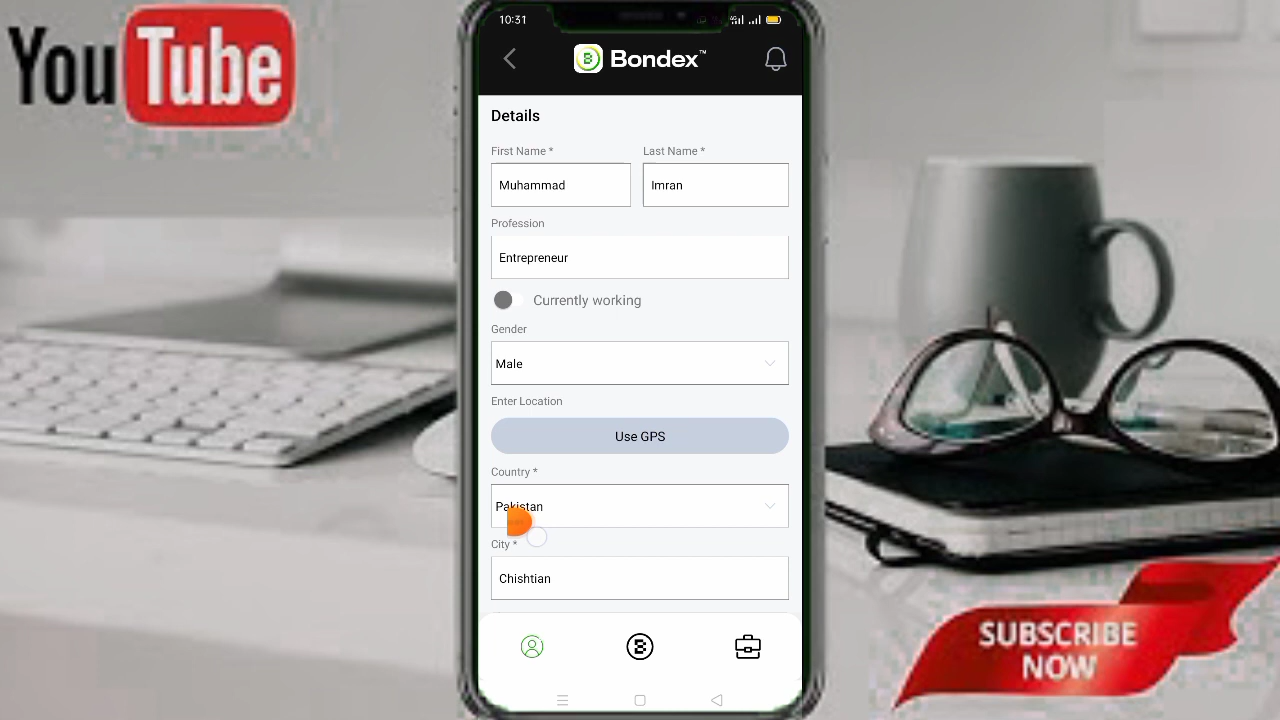 YouTube
10:31
Bondex™
Details
First Name *
Last Name *
Muhammad
Imran
Profession
Entrepreneur
Currently working
Gender
Male
Enter Location
Use GPS
Country *
Pakistan
City *
Chishtian
SUBSCRIBE
NOW